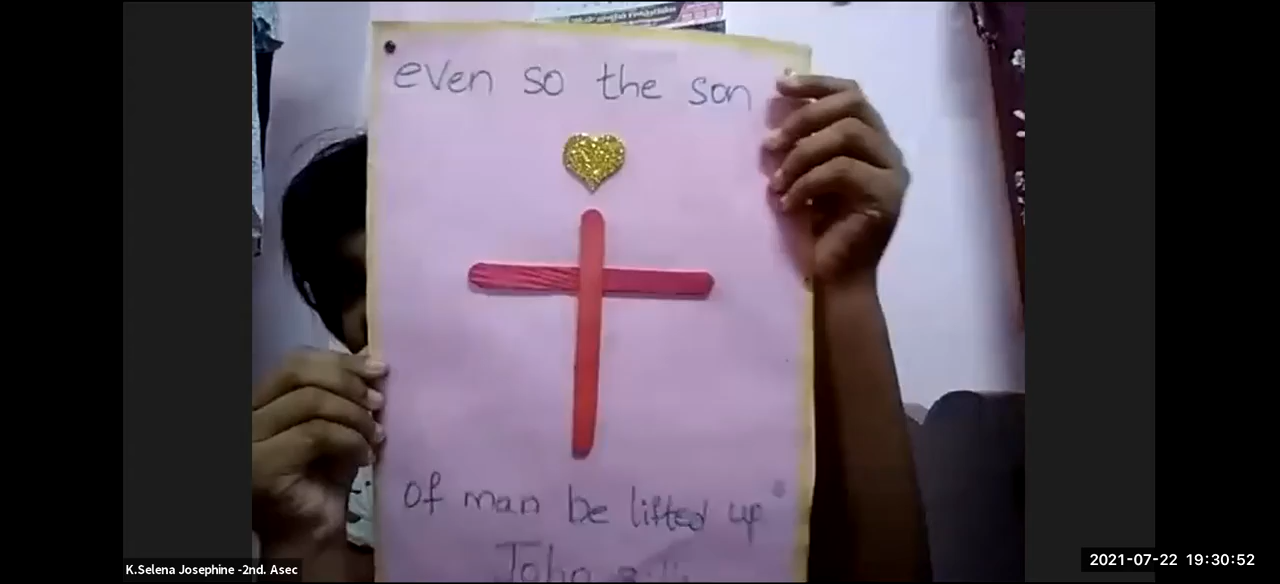 even so the son
of man be lifted up
John
K.Selena Josephine -2nd. Asec
2021-07-22 19:30:52